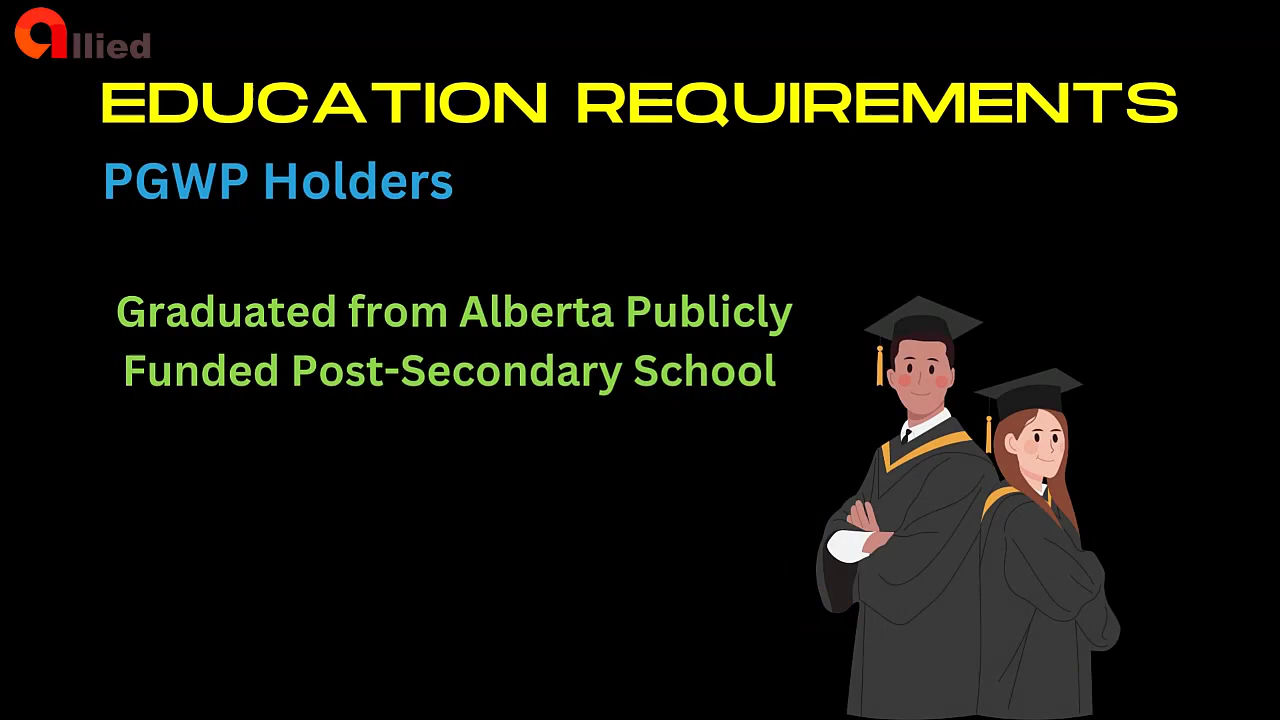 allied
EDUCATION REQUIREMENTS
PGWP Holders
Graduated from Alberta Publicly
Funded Post-Secondary School